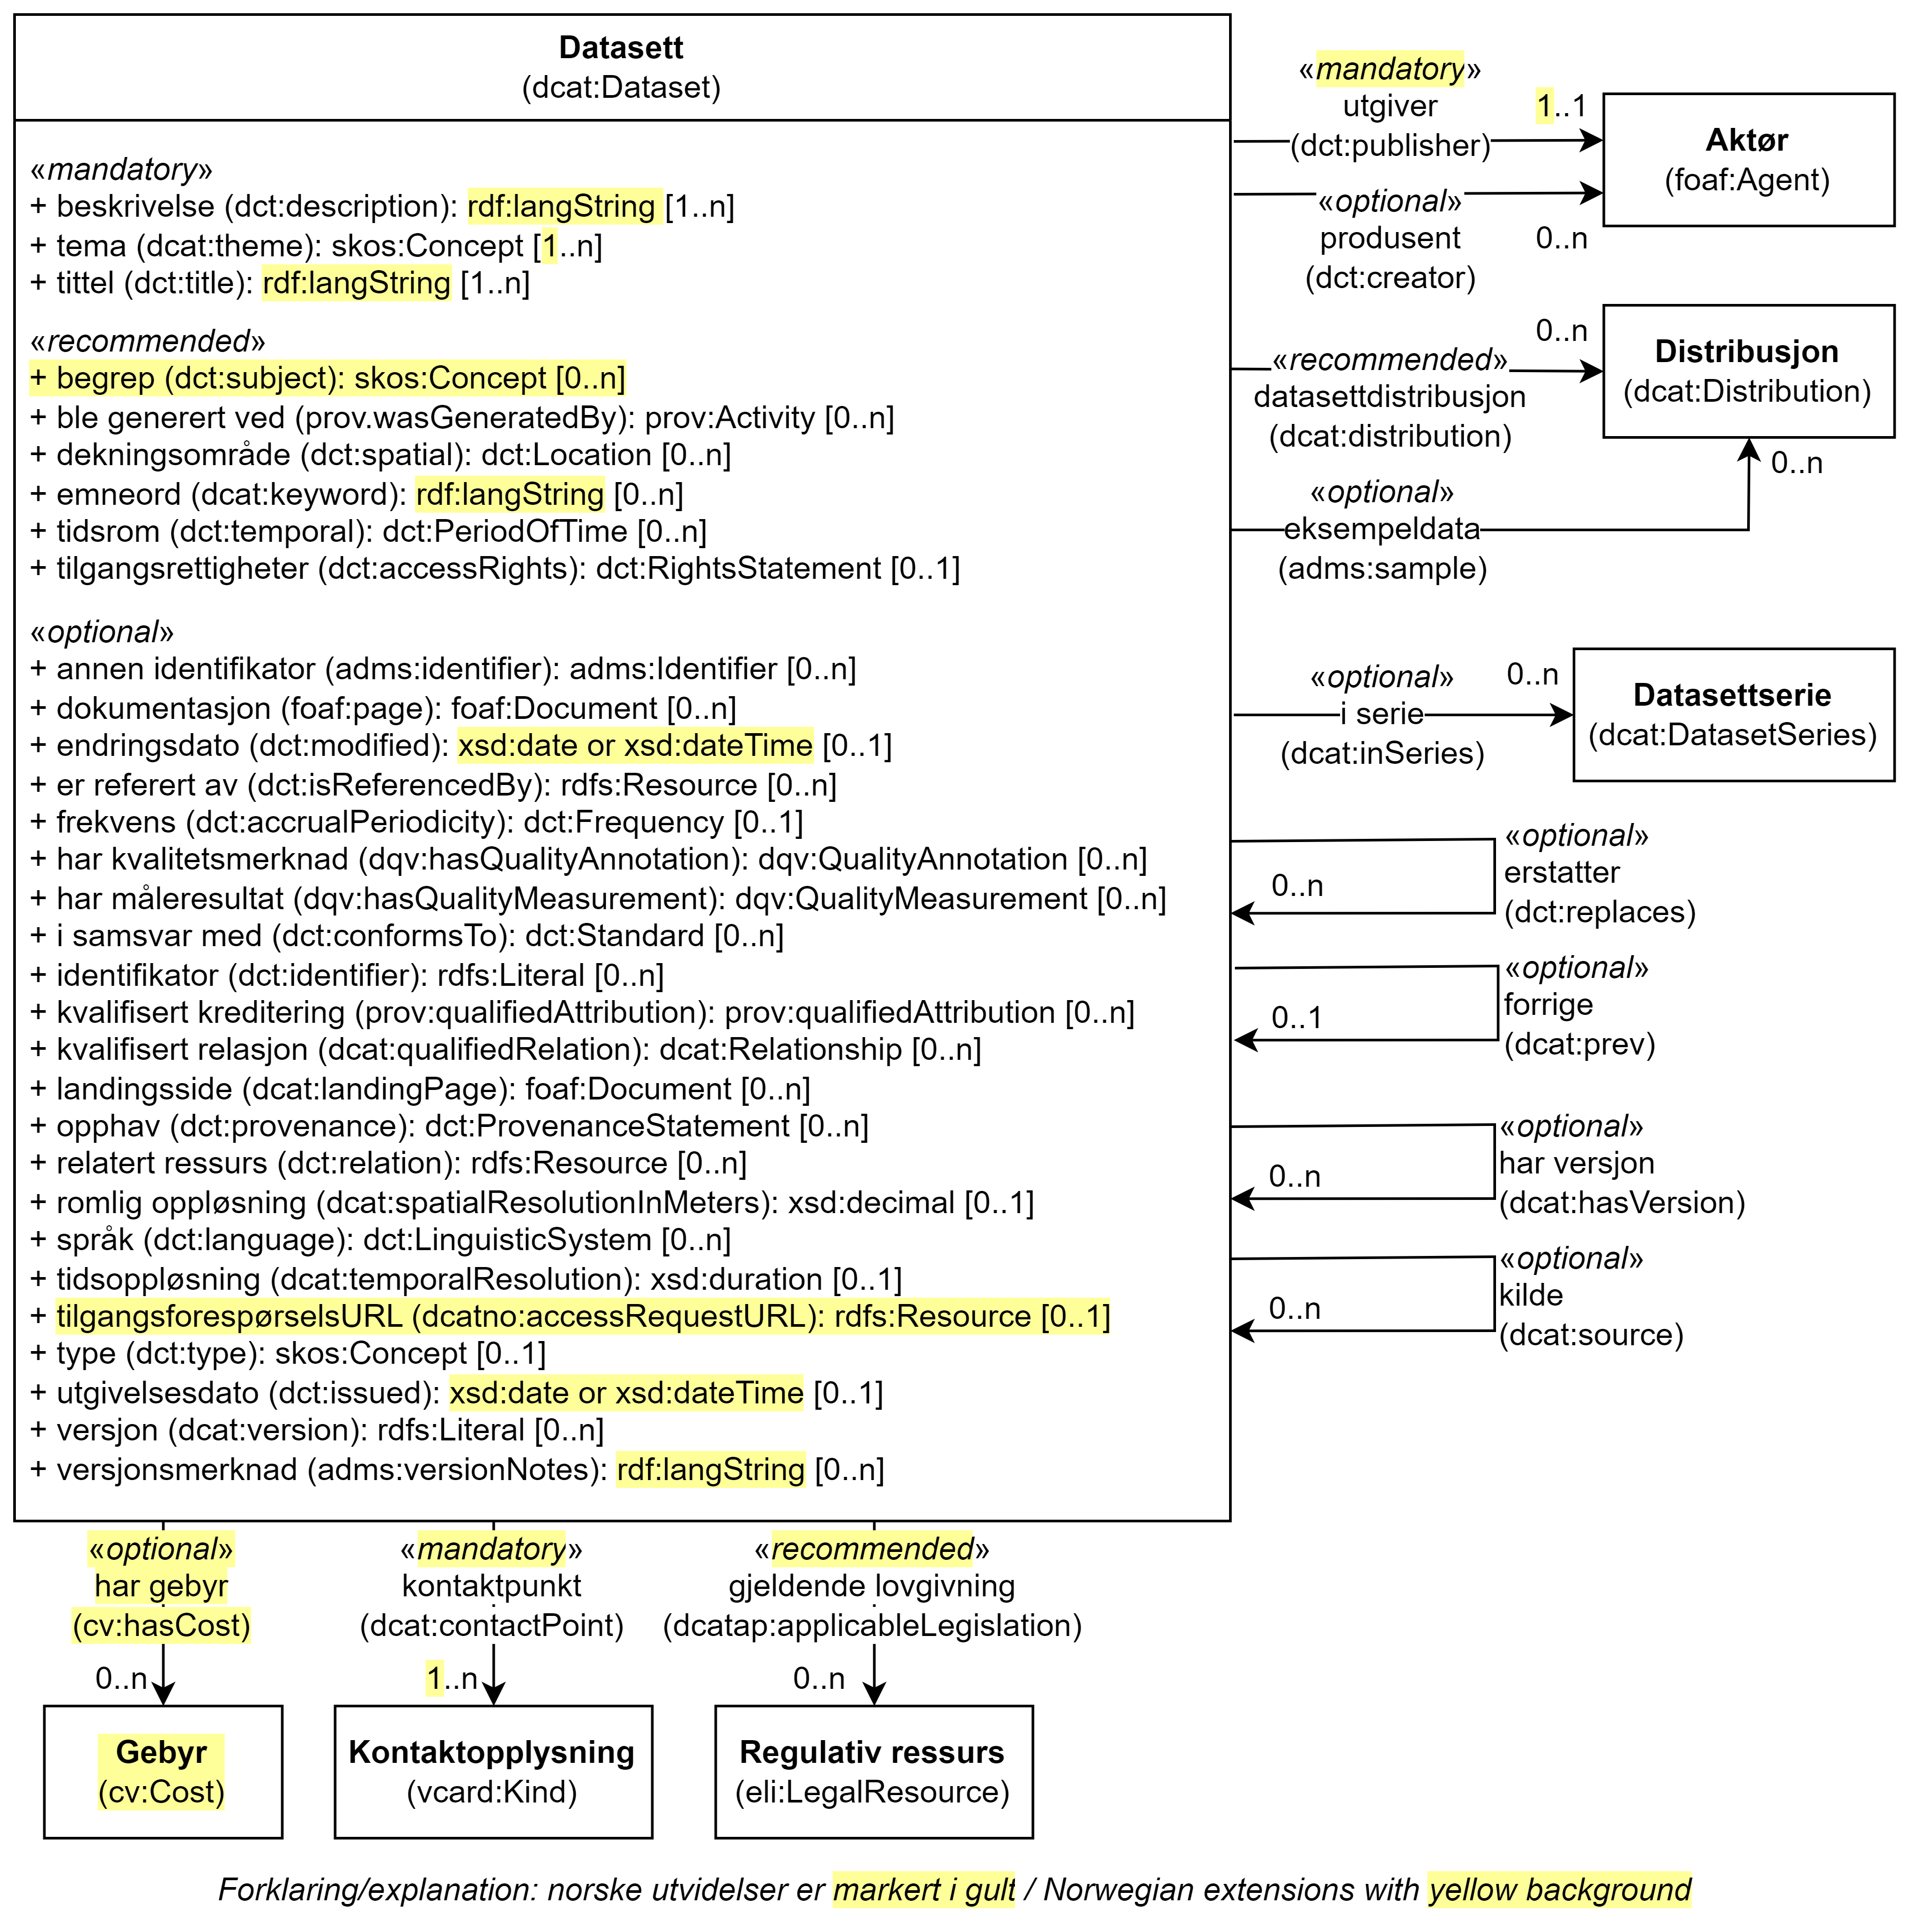 Datasett
(dcat:Dataset)
«mandatory»
+ beskrivelse (dct:description): rdf:langString [1..n]
+ tema (dcat:theme): skos:Concept [1..n]
+ tittel (dct:title): rdf:langString [1..n]
«recommended»
+ begrep (dct:subject): skos:Concept [0..n]
+ ble generert ved (prov.wasGeneratedBy): prov:Activity [0..n]
+ dekningsområde (dct:spatial): dct:Location [0..n]
+ emneord (dcat:keyword): rdf:langString [0..n]
+ tidsrom (dct:temporal): dct:PeriodOfTime [0..n]
+ tilgangsrettigheter (dct:accessRights): dct:RightsStatement [0..1]
«optional»
+ annen identifikator (adms:identifier): adms:Identifier [0..n]
+ dokumentasjon (foaf:page): foaf:Document [0..n]
+ endringsdato (dct:modified): xsd:date or xsd:dateTime [0..1]
+ er referert av (dct:isReferencedBy): rdfs:Resource [0..n]
+ frekvens (dct:accrualPeriodicity): dct:Frequency [0..1]
+ har kvalitetsmerknad (dqv:hasQualityAnnotation): dqv:QualityAnnotation [0..n]
+ har måleresultat (dqv:hasQualityMeasurement): dqv:QualityMeasurement [0..n]
+ i samsvar med (dct:conformsTo): dct:Standard [0..n]
+ identifikator (dct:identifier): rdfs:Literal [0..n]
+ kvalifisert kreditering (prov:qualifiedAttribution): prov:qualifiedAttribution [0..n]
+ kvalifisert relasjon (dcat:qualifiedRelation): dcat:Relationship [0..n]
+ landingsside (dcat:landingPage): foaf:Document [0..n]
+ opphav (dct:provenance): dct:ProvenanceStatement [0..n]
+ relatert ressurs (dct:relation): rdfs:Resource [0..n]
+ romlig oppløsning (dcat:spatialResolutionInMeters): xsd:decimal [0..1]
+ språk (dct:language): dct:LinguisticSystem [0..n]
+ tidsoppløsning (dcat:temporalResolution): xsd:duration [0..1]
+ tilgangsforespørselsURL (dcatno:accessRequestURL): rdfs:Resource [0..1]
+ type (dct:type): skos:Concept [0..1]
+ utgivelsesdato (dct:issued): xsd:date or xsd:dateTime [0..1]
+ versjon (dcat:version): rdfs:Literal [0..n]
+ versjonsmerknad (adms:versionNotes): rdf:langString [0..n]
«mandatory»
utgiver
(dct:publisher)
1..1
«optional»
produsent
(dct:creator)
0..n
Aktør
(foaf:Agent)
«recommended»
datasettdistribusjon
(dcat:distribution)
0..n
Distribusjon
(dcat:Distribution)
«optional»
eksempeldata
(adms:sample)
0..n
«optional»
i serie
(dcat:inSeries)
0..n
Datasettserie
(dcat:DatasetSeries)
«optional»
erstatter
(dct:replaces)
0..n
«optional»
forrige
(dcat:prev)
0..1
«optional»
har versjon
(dcat:hasVersion)
0..n
«optional»
kilde
(dcat:source)
0..n
«optional»
har gebyr
(cv:hasCost)
0..n
Gebyr
(cv:Cost)
«mandatory»
kontaktpunkt
(dcat:contactPoint)
1..n
Kontaktopplysning
(vcard:Kind)
«recommended»
gjeldende lovgivning
(dcatap:applicableLegislation)
0..n
Regulativ ressurs
(eli:LegalResource)
Forklaring/explanation: norske utvidelser er markert i gult / Norwegian extensions with yellow background